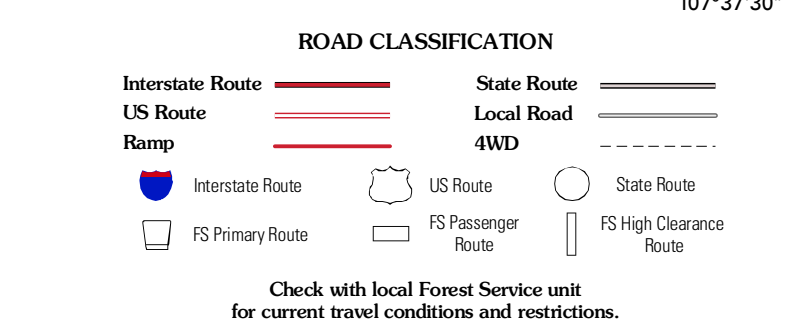 107°37'30"
ROAD CLASSIFICATION
Interstate Route
State Route
US Route
Local Road
Ramp
4WD
Interstate Route
US Route
State Route
FS Primary Route
FS Passenger
Route
FS High Clearance
Route
Check with local Forest Service unit
for current travel conditions and restrictions.